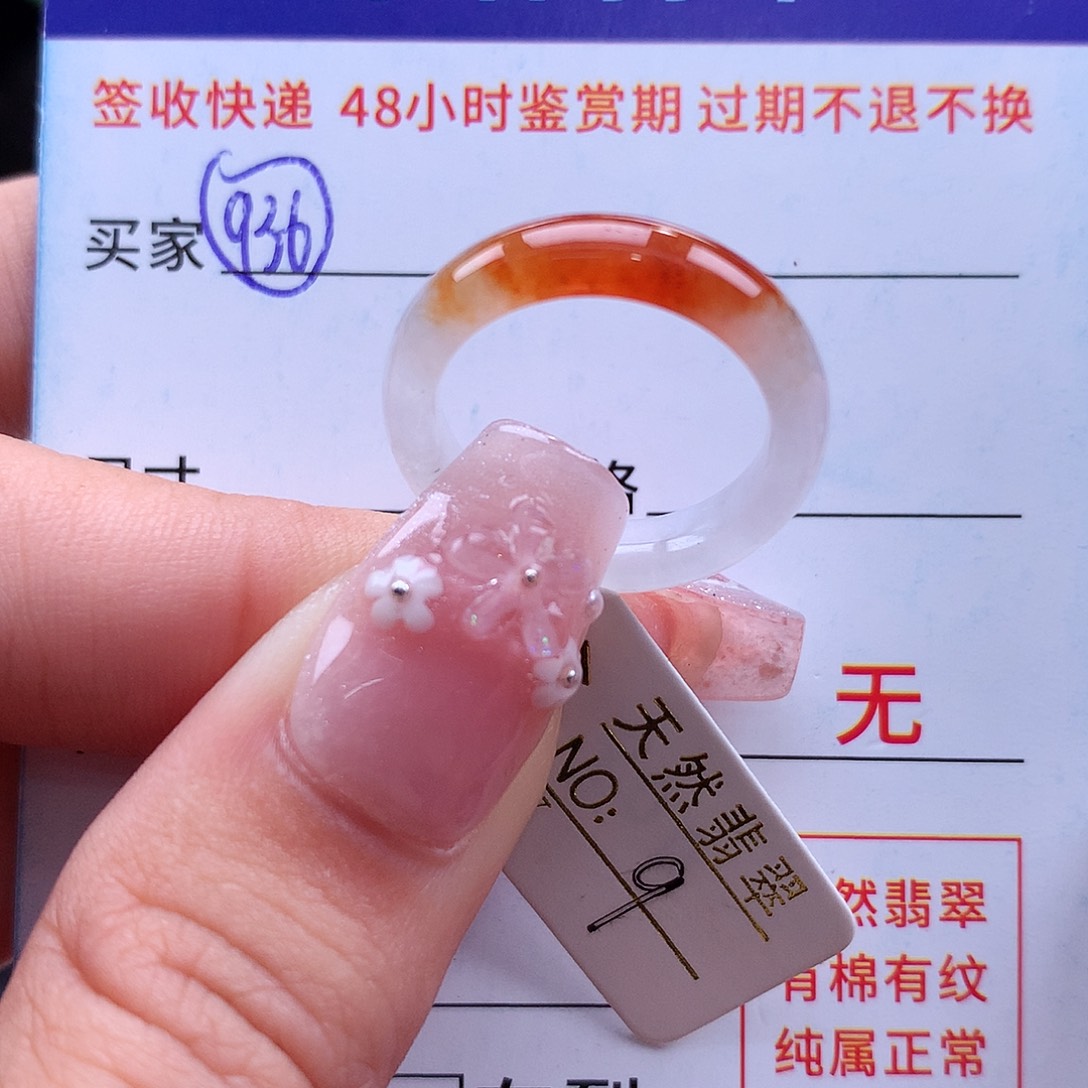 签收快递 48小时鉴赏期 过期不退不换
买家 936
无
天然翡翠
NO: 9
然翡翠
有棉有纹
纯属正常